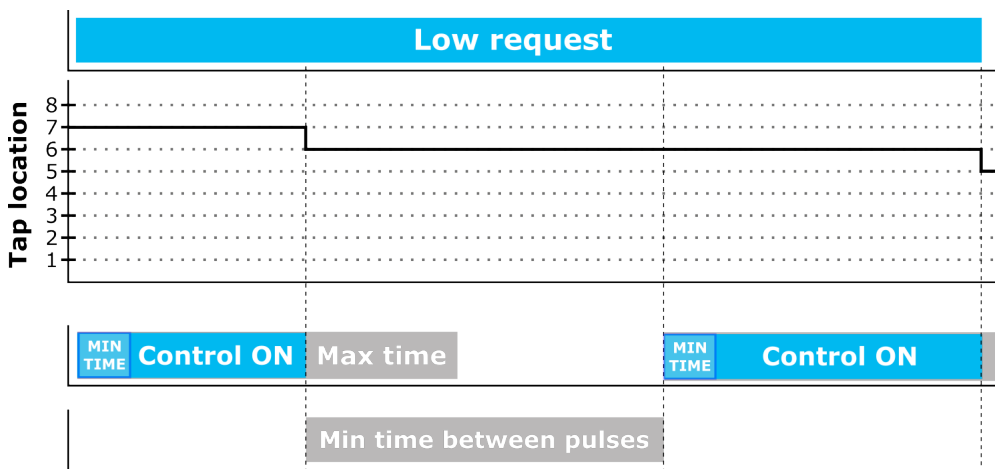 Low request
Tap location
8
7
6
5
4
3
2
1
MIN
TIME
Control ON
Max time
MIN
TIME
Control ON
Min time between pulses